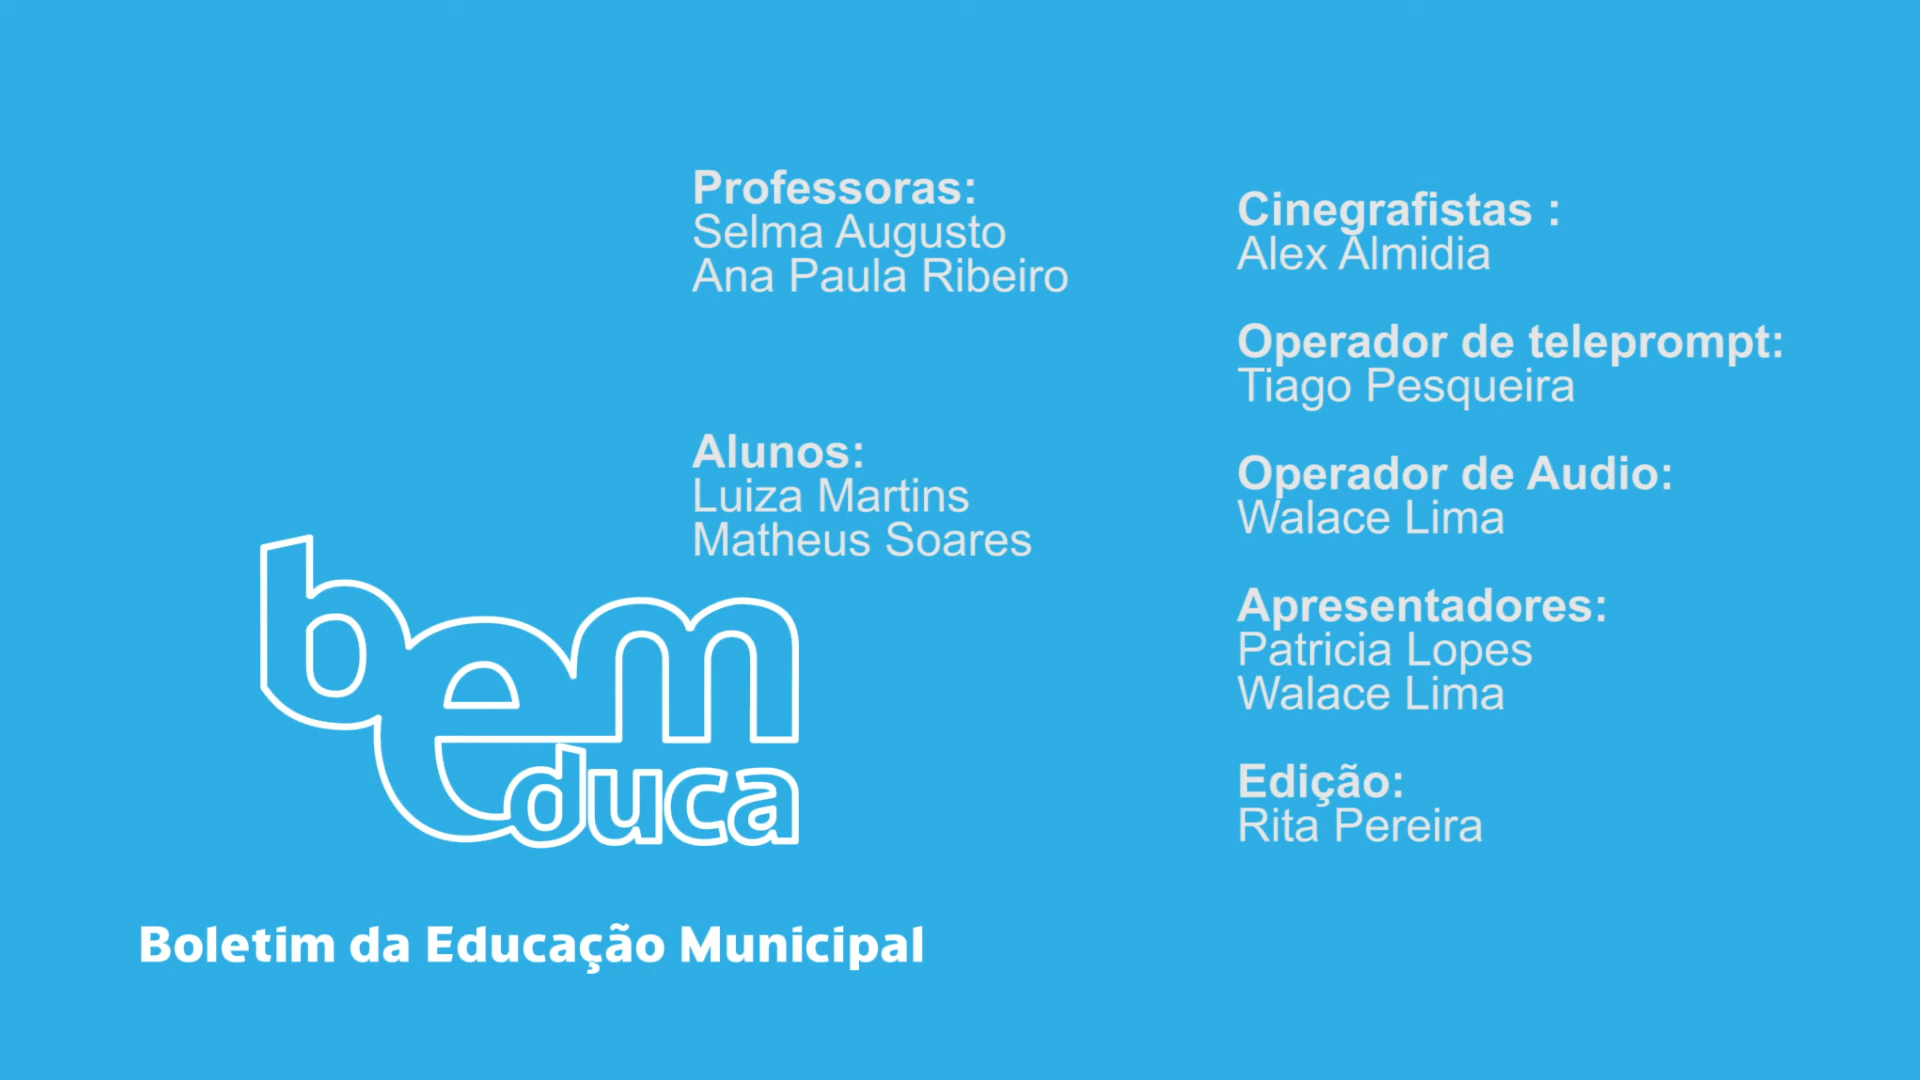 Professoras:
Selma Augusto
Ana Paula Ribeiro
Alunos:
Luiza Martins
Matheus Soares
bem
educa
Boletim da Educação Municipal
Cinegrafistas :
Alex Almidia
Operador de teleprompt:
Tiago Pesqueira
Operador de Audio:
Walace Lima
Apresentadores:
Patricia Lopes
Walace Lima
Edição:
Rita Pereira